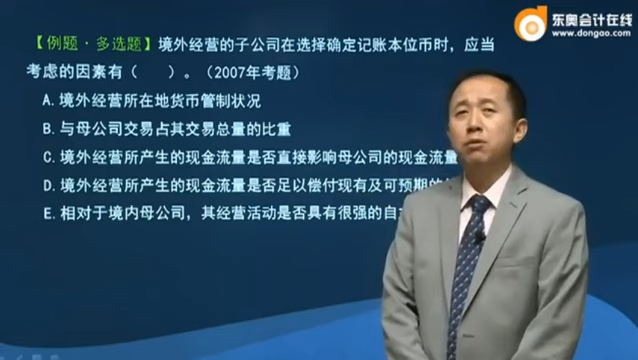 东奥会计在线
www.dongao.com
【例题·多选题】境外经营的子公司在选择确定记账本位币时，应当
考虑的因素有（　　）。（2007年考题）
A. 境外经营所在地货币管制状况
B. 与母公司交易占其交易总量的比重
C. 境外经营所产生的现金流量是否直接影响母公司的现金流量
D. 境外经营所产生的现金流量是否足以偿付现有及可预期的
E. 相对于境内母公司，其经营活动是否具有很强的自